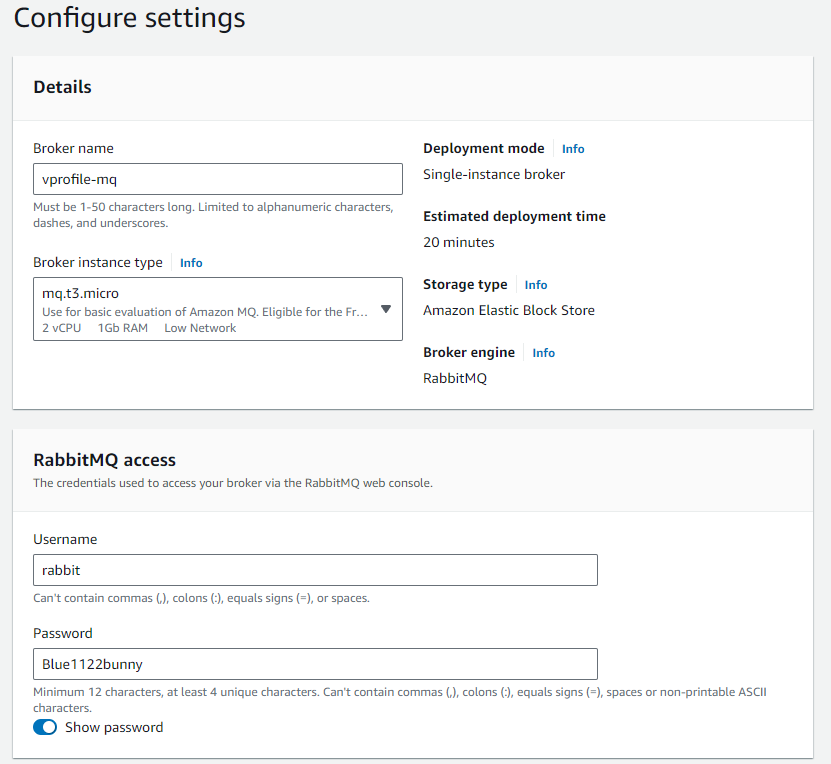 Configure settings
Details
Broker name
vprofile-mq
Must be 1-50 characters long. Limited to alphanumeric characters,
dashes, and underscores.
Broker instance type Info
mq.t3.micro
Use for basic evaluation of Amazon MQ. Eligible for the Fr...
2 vCPU 1Gb RAM Low Network
Deployment mode Info
Single-instance broker
Estimated deployment time
20 minutes
Storage type Info
Amazon Elastic Block Store
Broker engine Info
RabbitMQ
RabbitMQ access
The credentials used to access your broker via the RabbitMQ web console.
Username
rabbit
Can't contain commas (,), colons (:), equals signs (=), or spaces.
Password
Blue1122bunny
Minimum 12 characters, at least 4 unique characters. Can't contain commas (,), colons (:), equals signs (=), spaces or non-printable ASCII
characters.
Show password